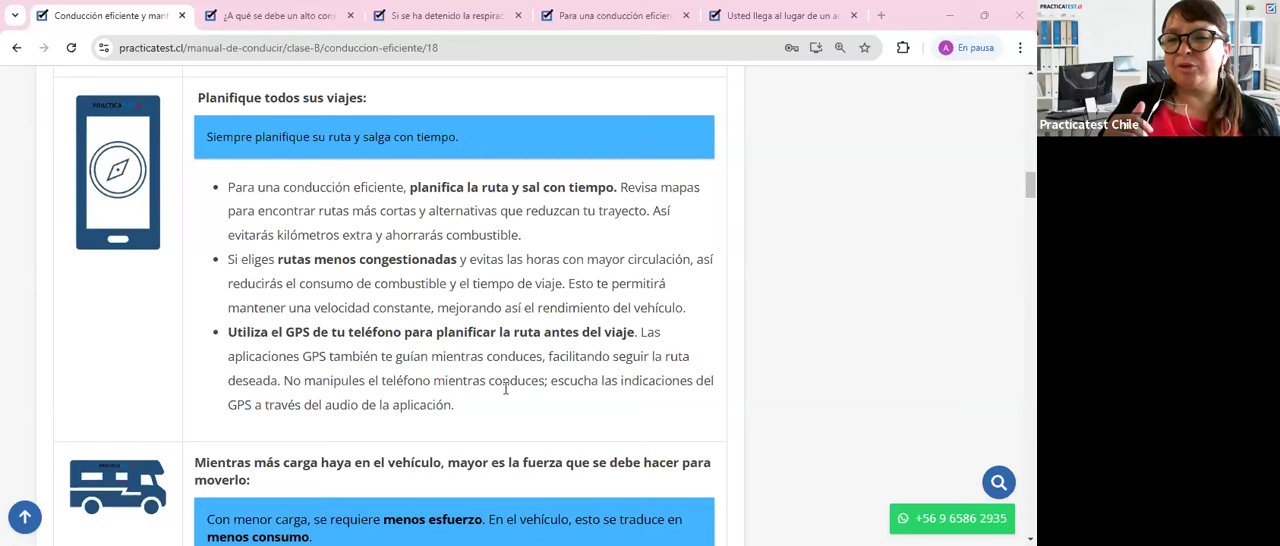 Conducción eficiente y mant
¿A qué se debe un alto cons
Si se ha detenido la respirac
Para una conducción eficien
Usted llega al lugar de un a
practicatest.cl/manual-de-conducir/clase-B/conduccion-eficiente/18
A
En pausa
PRACTICATEST.cl
Practicatest Chile
PRACTICA
Planifique todos sus viajes:
Siempre planifique su ruta y salga con tiempo.
• Para una conducción eficiente, planifica la ruta y sal con tiempo. Revisa mapas
para encontrar rutas más cortas y alternativas que reduzcan tu trayecto. Así
evitarás kilómetros extra y ahorrarás combustible.
• Si eliges rutas menos congestionadas y evitas las horas con mayor circulación, así
reducirás el consumo de combustible y el tiempo de viaje. Esto te permitirá
mantener una velocidad constante, mejorando así el rendimiento del vehículo.
• Utiliza el GPS de tu teléfono para planificar la ruta antes del viaje. Las
aplicaciones GPS también te guían mientras conduces, facilitando seguir la ruta
deseada. No manipules el teléfono mientras conduces; escucha las indicaciones del
GPS a través del audio de la aplicación.
Mientras más carga haya en el vehículo, mayor es la fuerza que se debe hacer para
moverlo:
Con menor carga, se requiere menos esfuerzo. En el vehículo, esto se traduce en
menos consumo.
+56 9 6586 2935